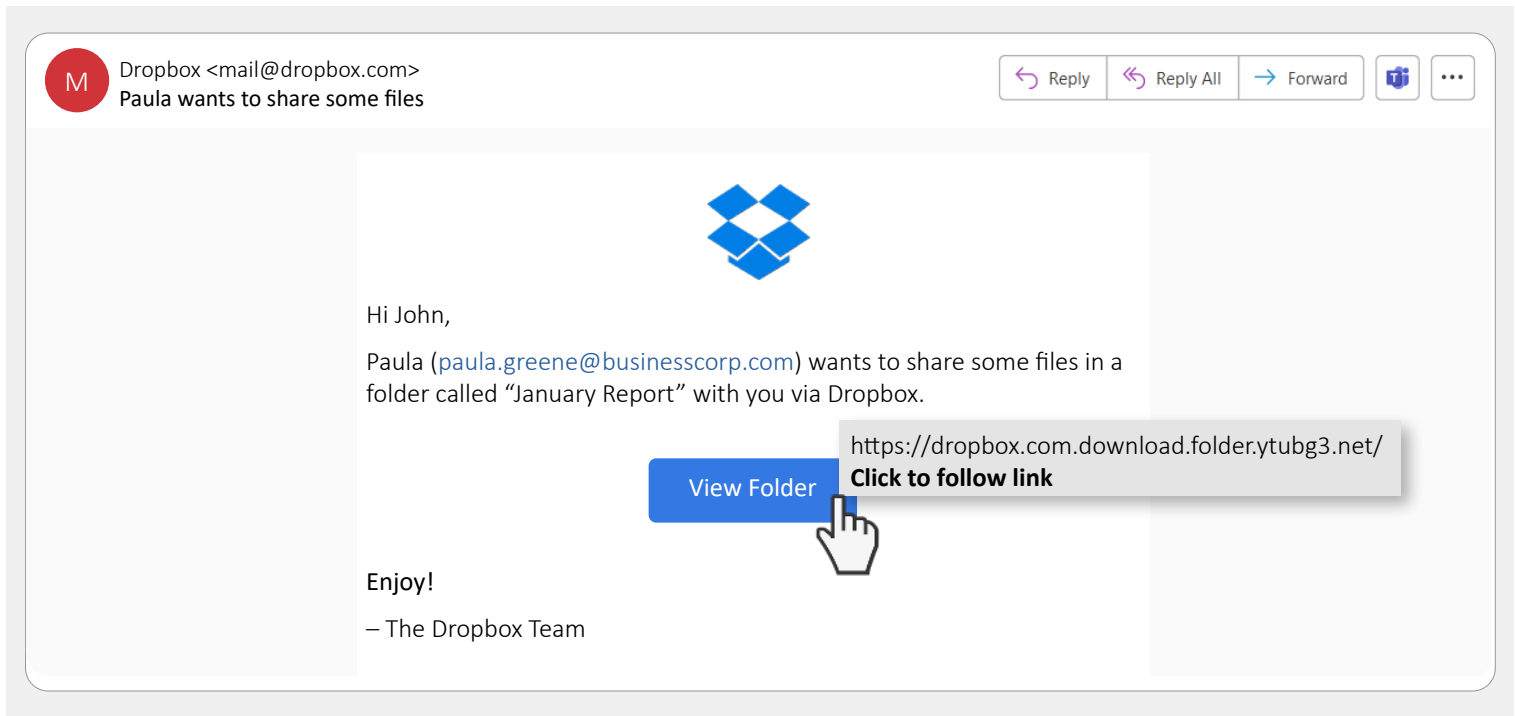 M
Dropbox <mail@dropbox.com>
Paula wants to share some files
Reply
Reply All
Forward
Hi John,
Paula (paula.greene@businesscorp.com) wants to share some files in a
folder called “January Report” with you via Dropbox.
View Folder
https://dropbox.com.download.folder.ytubg3.net/
Click to follow link
Enjoy!
– The Dropbox Team